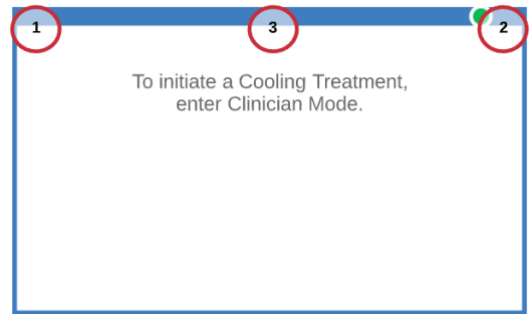 1
3
2
To initiate a Cooling Treatment,
enter Clinician Mode.